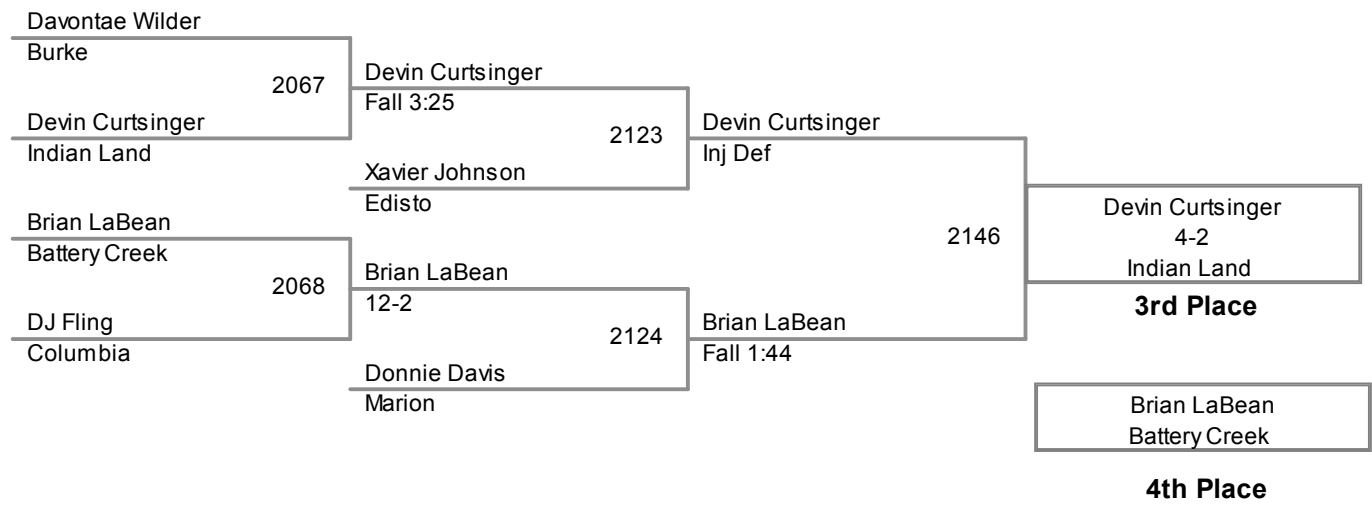 Davontae Wilder
Burke
2067
Devin Curtsinger
Indian Land
Brian LaBean
Battery Creek
2068
DJ Fling
Columbia
Devin Curtsinger
Fall 3:25
2123
Xavier Johnson
Edisto
Brian LaBean
12-2
2124
Donnie Davis
Marion
Devin Curtsinger
Inj Def
2146
Brian LaBean
Fall 1:44
Devin Curtsinger
4-2
Indian Land
3rd Place
Brian LaBean
Battery Creek
4th Place